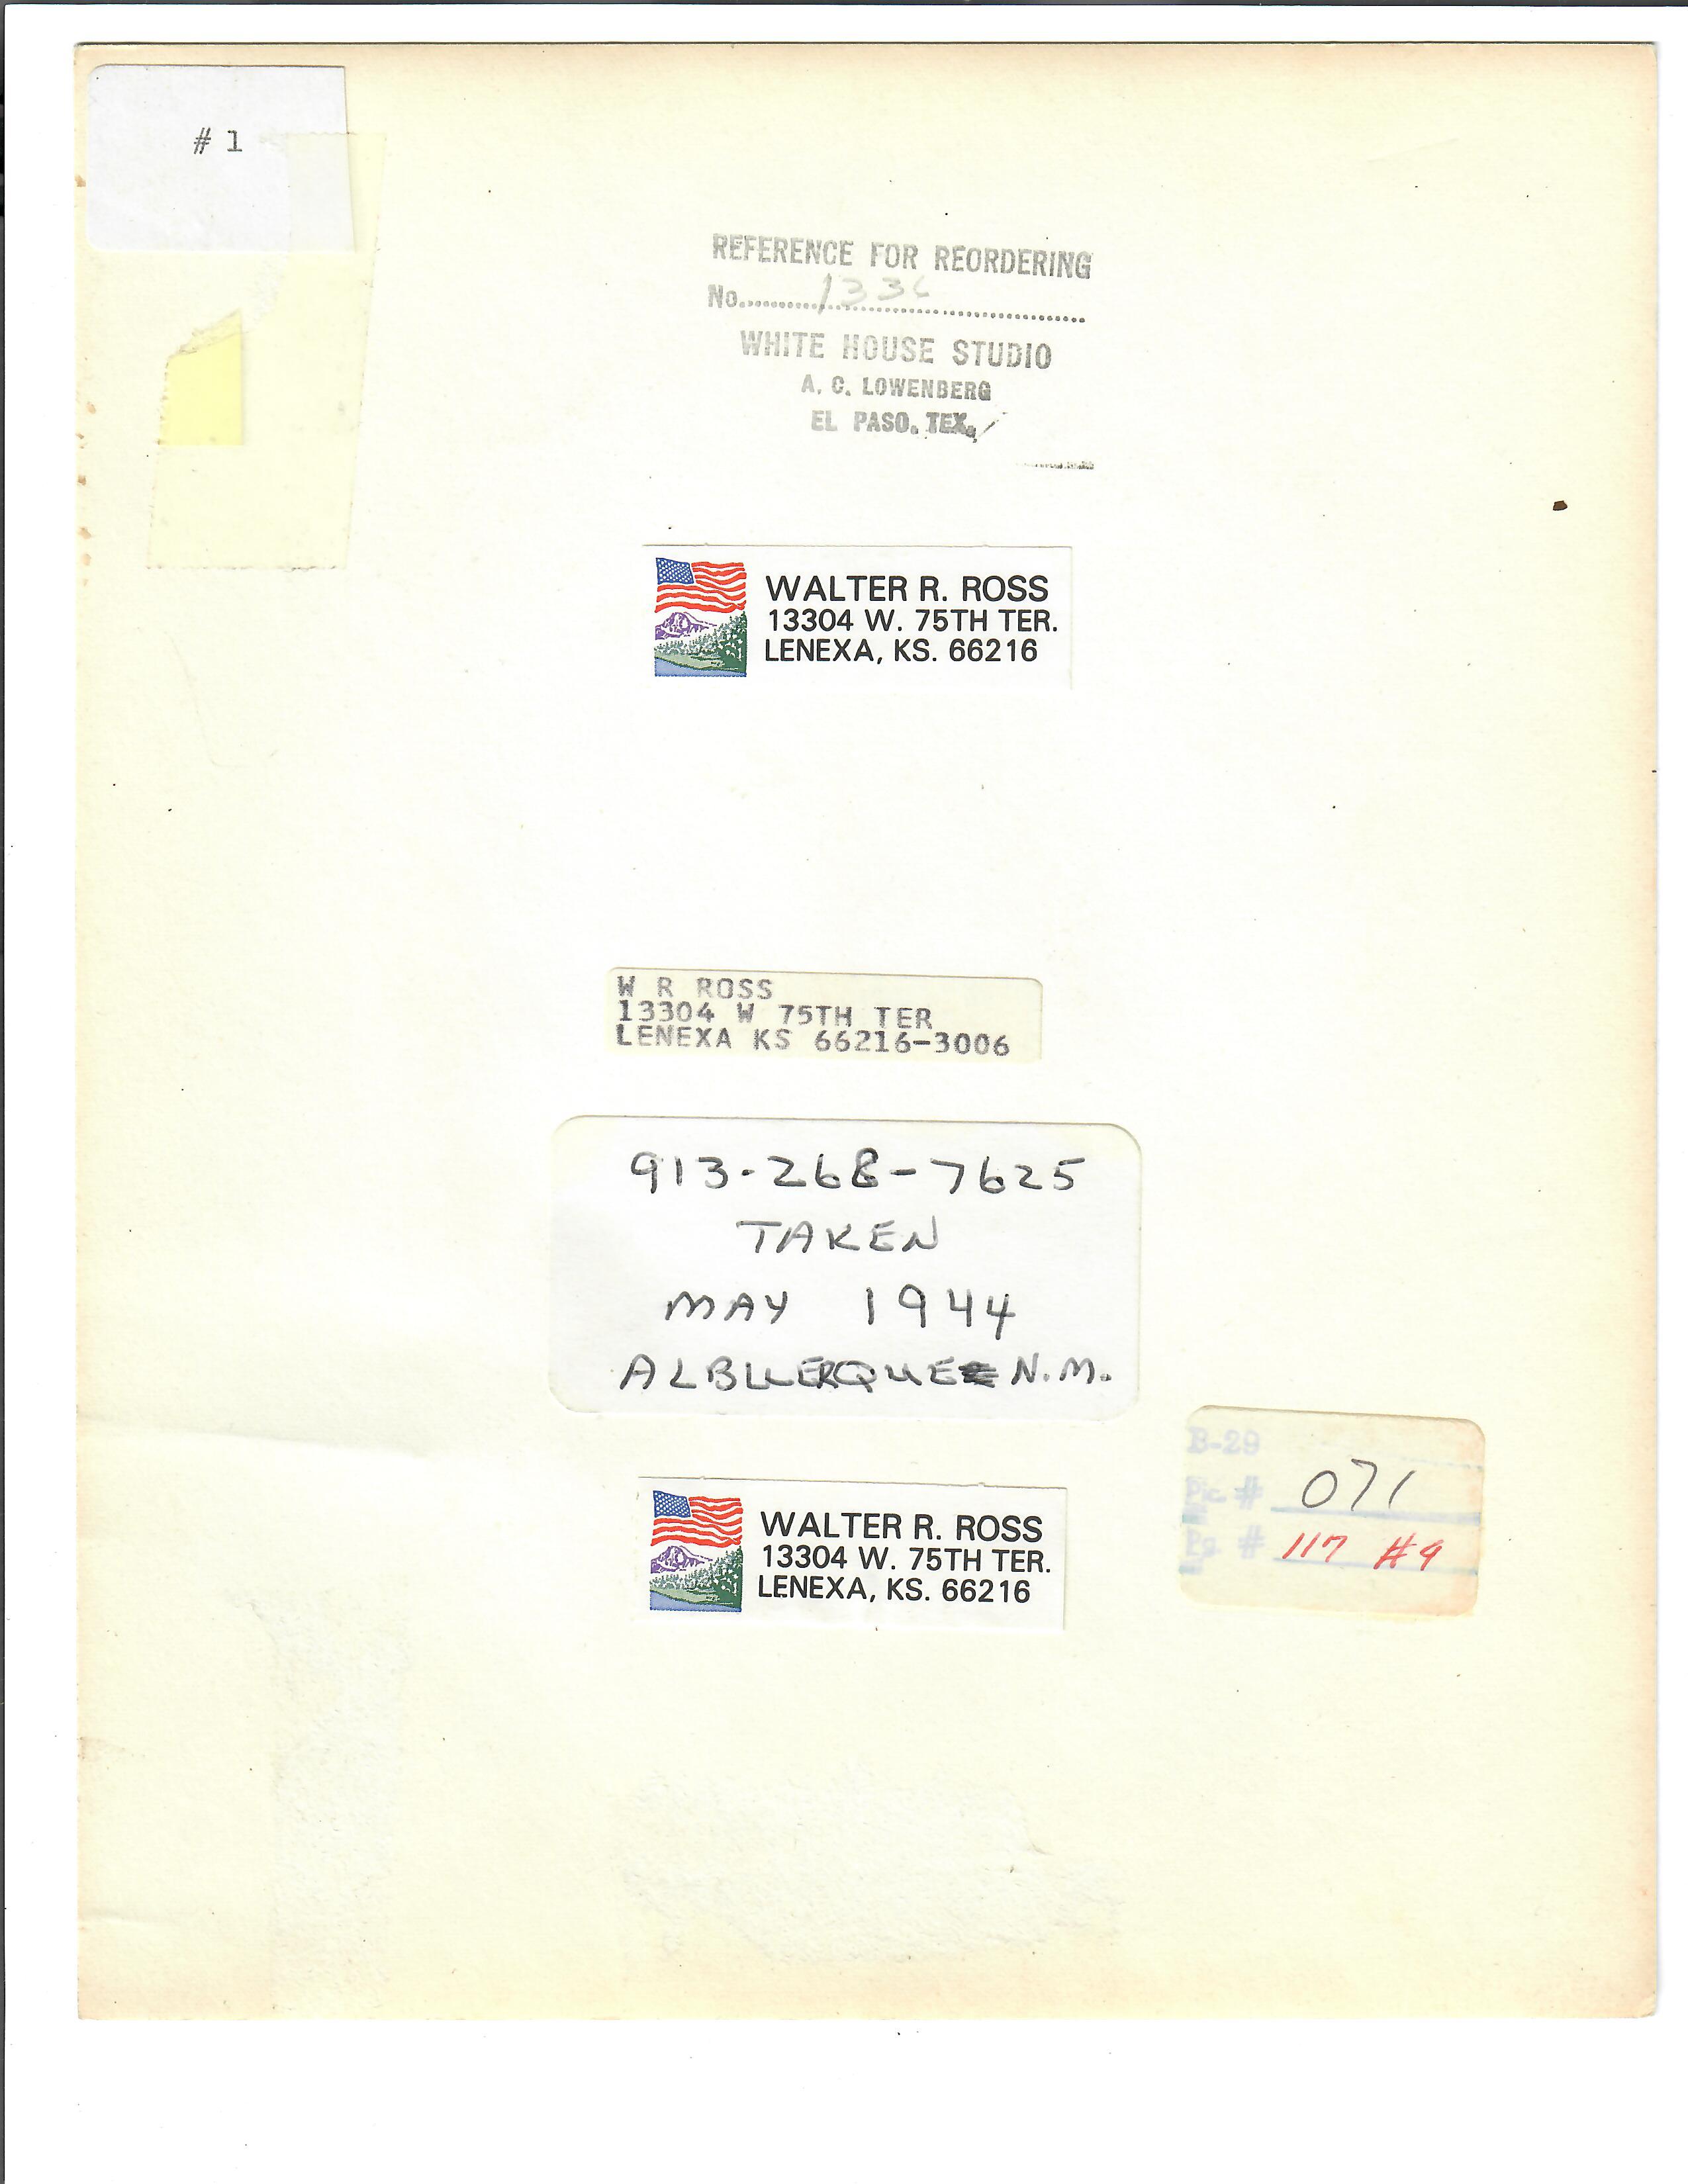 # 1
REFERENCE FOR REORDERING
No. 1336
WHITE HOUSE STUDIO
A. C. LOWENBERG
EL PASO. TEX.
WALTER R. ROSS
13304 W. 75TH TER.
LENEXA, KS. 66216
W R ROSS
13304 W 75TH TER
LENEXA KS 66216-3006
913-268-7625
TAKEN
MAY 1944
ALBUERQUE N.M.
B-29
Pic # 071
Pg. # 117 #9
WALTER R. ROSS
13304 W. 75TH TER.
LENEXA, KS. 66216